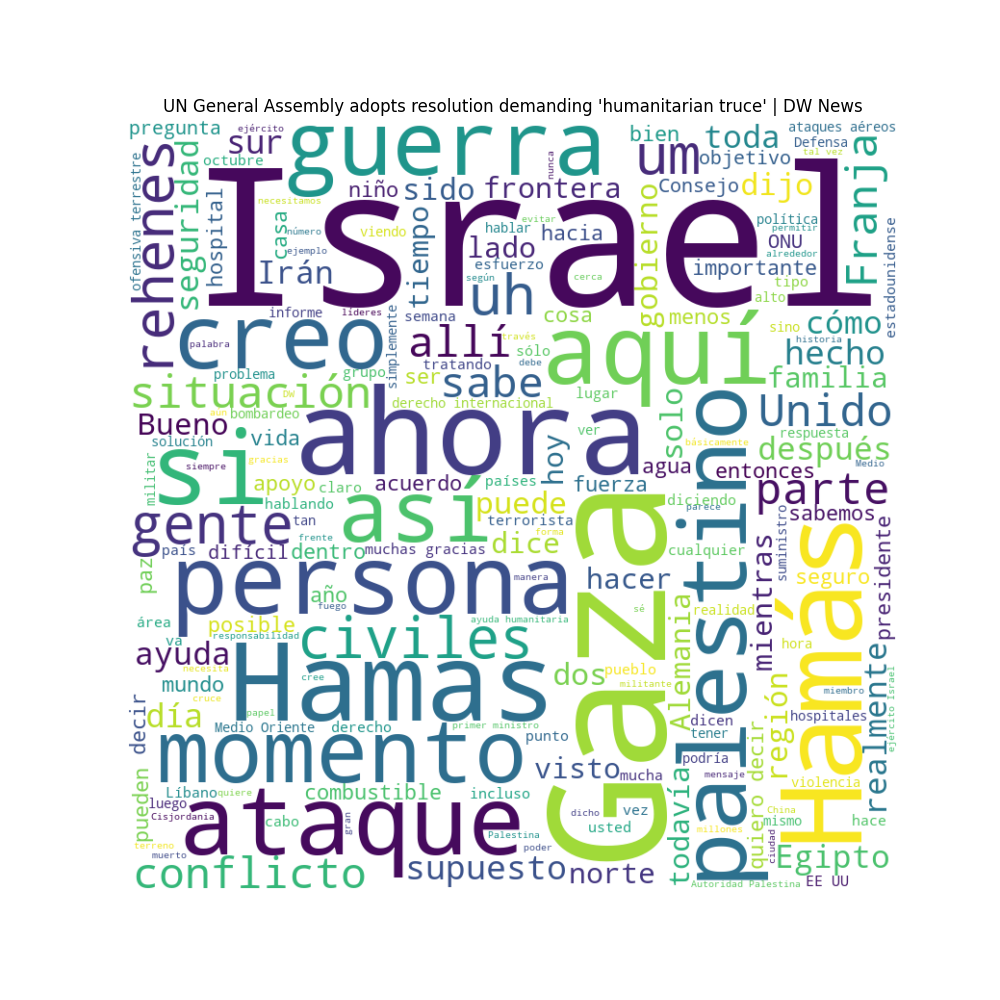 UN General Assembly adopts resolution demanding 'humanitarian truce' | DW News
pregunta
ejército
sur
guerra
nunca
bien
um
toda
ataques aéreos
Defensa
tal vez
objetivo
octubre
rehenes
seguridad
ofensiva terrestre
hospital
necesitamos
niño
sido
frontera
Consejo
dijo
Franja
Israel
casa
número
ejemplo
viendo
tiempo
hablar
evitar
hacia
lado
esfuerzo
gobierno
política
permitir
ONU
alrededor
importante
estadounidense
Irán
según
uh
cerca
tipo
alto
informe
líderes
semana
cosa
menos
sino
cómo
historia
creo
palabra
simplemente
allí
través
sólo
debe
aquí
hecho
problema
grupo
tratando
ser
sabe
familia
situación
DW
derecho internacional
lugar
solo
Unido
aún
bombardeo
Bueno
solución
vida
ahora
hoy
ver
básicamente
respuesta
después
Medio
militar
siempre
gracias
si
apoyo
claro
acuerdo
países
fuerza
agua
entonces
hablando
así
puede
diciendo
parece
parte
sabemos
gente
tan
frente
terrorista
forma
palestino
suministro
país
difícil
dentro
muchas gracias
dice
cualquier
mientras
presidente
paz
persona
manera
hacer
seguro
Hamás
año
fuego
sé
realidad
Gaza
área
va
posible
responsabilidad
civiles
ayuda humanitaria
Alemania
hora
ayuda
necesita
cruce
Hamas
cree
dos
pueblo
militante
región
realmente
miembro
ejército Israel
mundo
decir
día
papel
Medio Oriente
derecho
primer ministro
punto
dicen
tener
hospitales
momento
visto
mucha
podría
mensaje
quiero decir
violencia
pueden
Líbano
quiere
combustible
incluso
todavía
luego
Cisjordania
cabo
gran
ataque
dicho
vez
China
mismo
hace
usted
millones
ciudad
Palestina
poder
terreno
muerto
Egipto
conflicto
supuesto
norte
Autoridad Palestina
EE UU